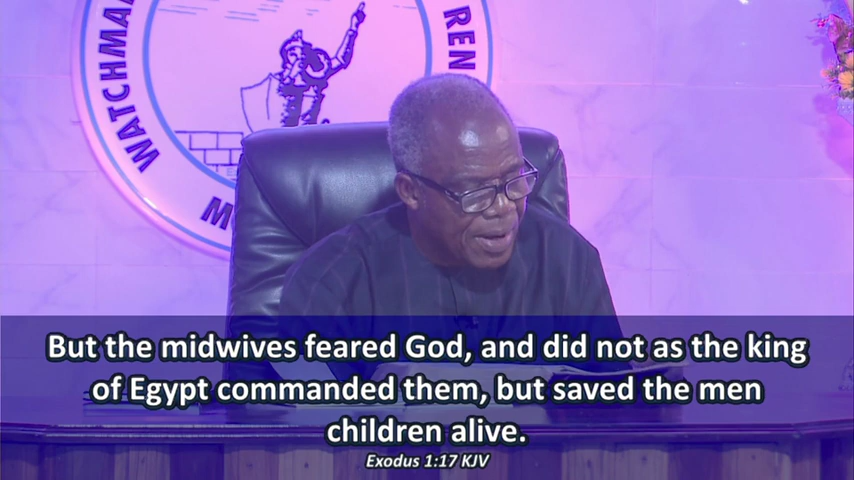 WATCHMA
REN
M
But the midwives feared God, and did not as the king
of Egypt commanded them, but saved the men
children alive.
Exodus 1:17 KJV